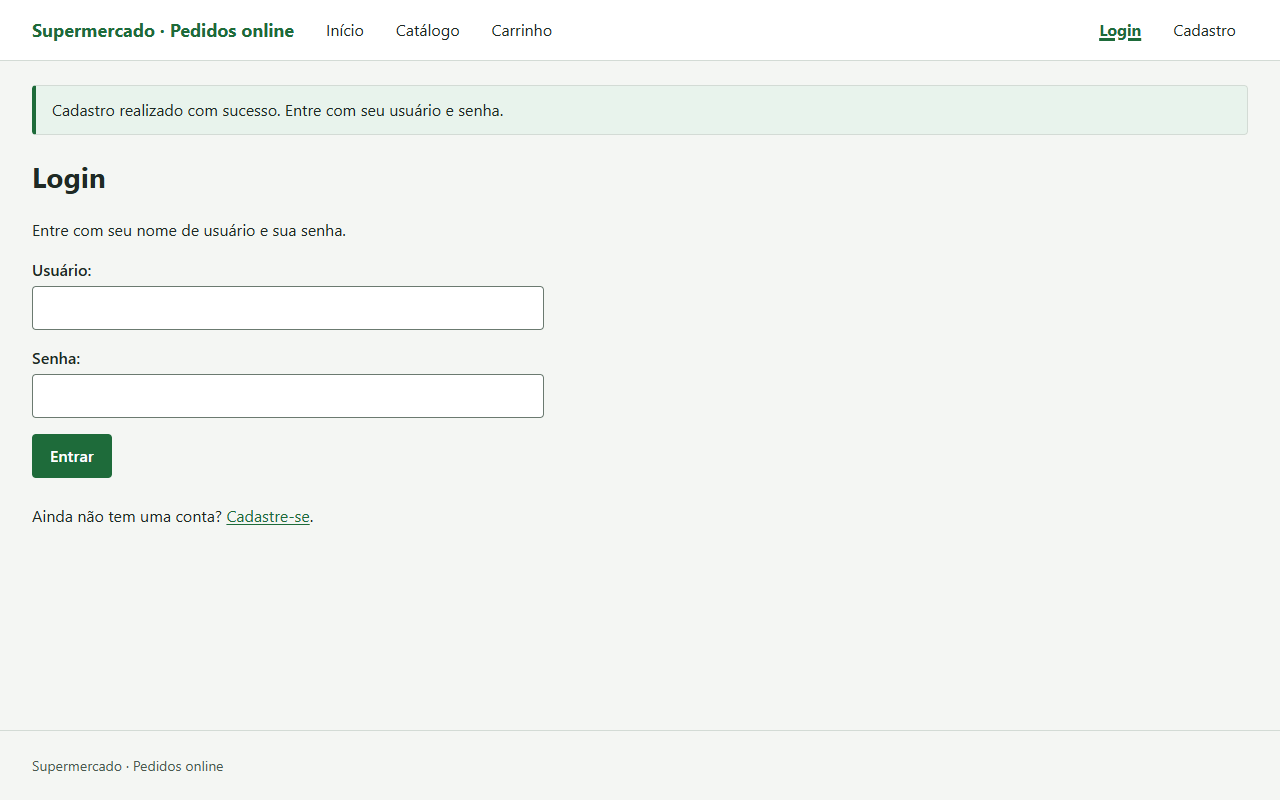 Supermercado · Pedidos online Início Catálogo Carrinho Login Cadastro
Cadastro realizado com sucesso. Entre com seu usuário e senha.
Login
Entre com seu nome de usuário e sua senha.
Usuário:
Senha:
Entrar
Ainda não tem uma conta? Cadastre-se.
Supermercado · Pedidos online